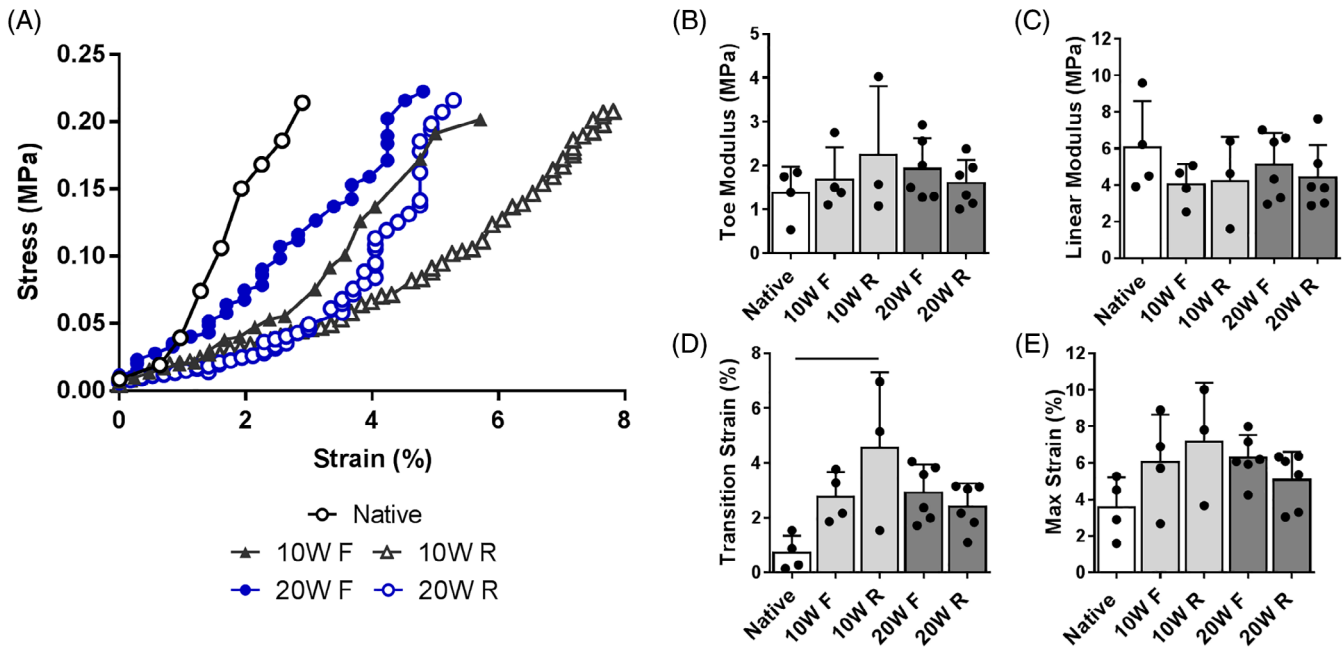 (A)
0.25
0.20
0.15
0.10
0.05
0.00
Stress (MPa)
0 2 4 6 8
Strain (%)
Native
10W F 10W R
20W F 20W R
(B)
5
4
3
2
1
0
Toe Modulus (MPa)
Native 10W F 10W R 20W F 20W R
(C)
12
10
8
6
4
2
0
Linear Modulus (MPa)
Native 10W F 10W R 20W F 20W R
(D)
8
6
4
2
0
Transition Strain (%)
Native 10W F 10W R 20W F 20W R
(E)
12
10
8
6
4
2
0
Max Strain (%)
Native 10W F 10W R 20W F 20W R